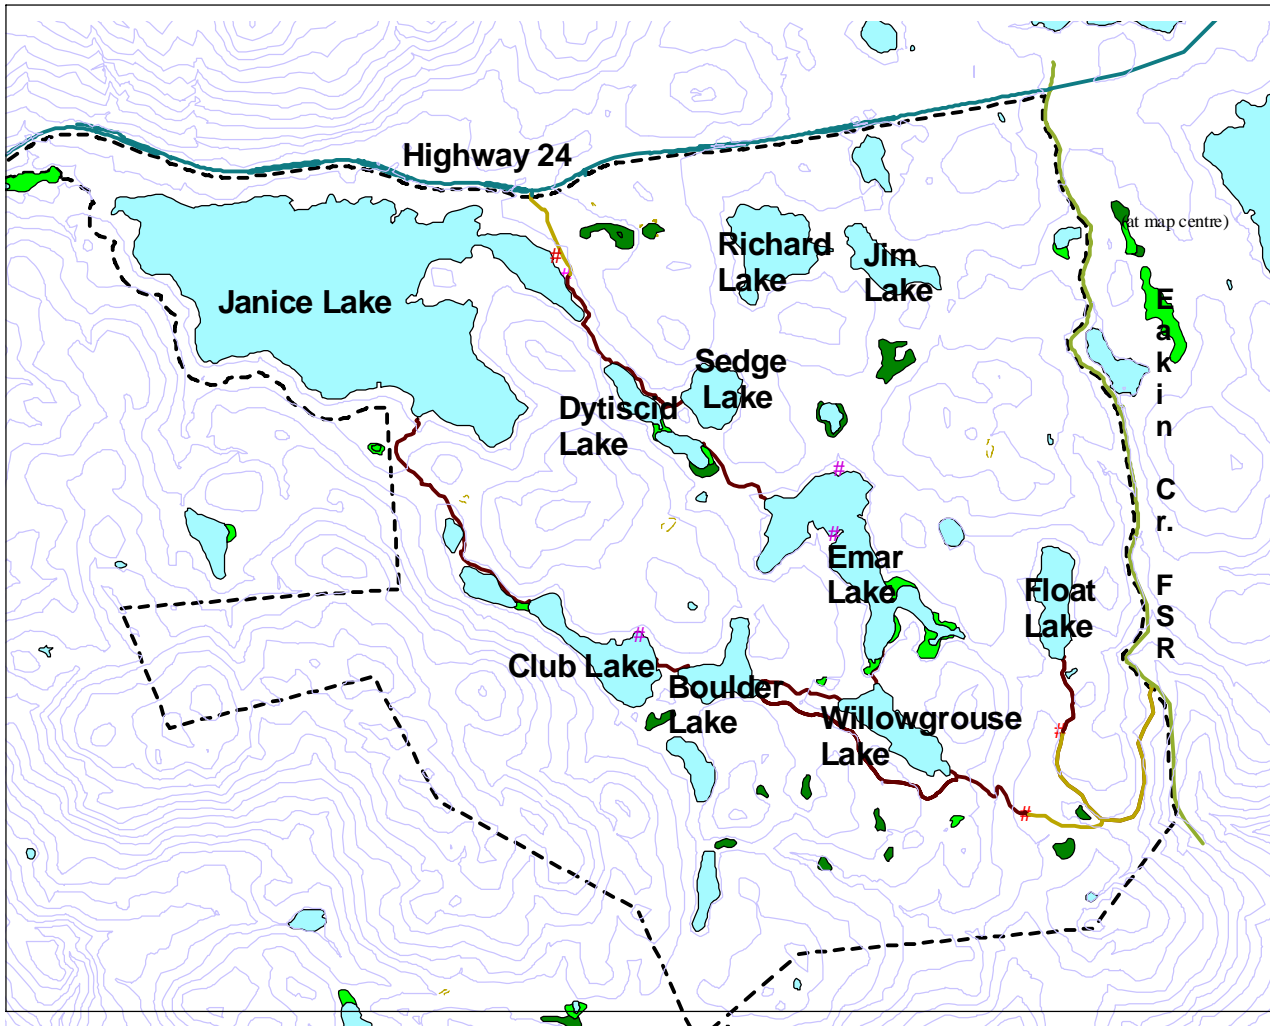 Highway 24
(at map centre)
Richard
Lake
Jim
Lake
Janice Lake
Eakin Cr. FSR
Sedge
Lake
Dytiscid
Lake
Emar
Lake
Float
Lake
Club Lake
Boulder
Lake
Willowgrouse
Lake
#
#
#
#
#
#
#